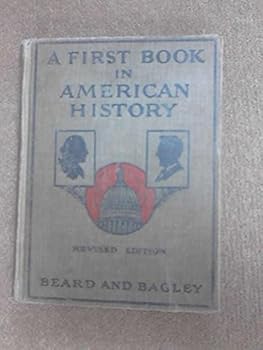 A FIRST BOOK
IN
AMERICAN
HISTORY
REVISED EDITION
BEARD AND BAGLEY